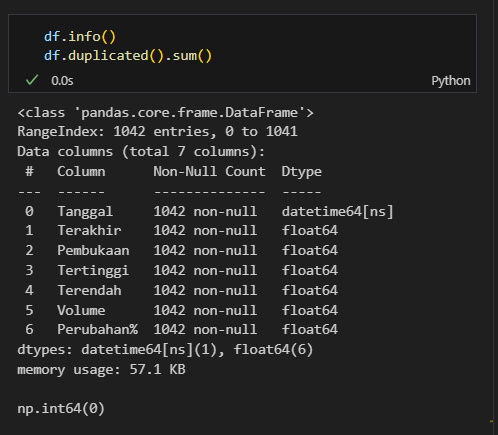 df.info()
df.duplicated().sum()
0.0s Python
<class 'pandas.core.frame.DataFrame'>
RangeIndex: 1042 entries, 0 to 1041
Data columns (total 7 columns):
 #   Column      Non-Null Count  Dtype
---  ------      --------------  -----
 0   Tanggal     1042 non-null   datetime64[ns]
 1   Terakhir    1042 non-null   float64
 2   Pembukaan   1042 non-null   float64
 3   Tertinggi   1042 non-null   float64
 4   Terendah    1042 non-null   float64
 5   Volume      1042 non-null   float64
 6   Perubahan%  1042 non-null   float64
dtypes: datetime64[ns](1), float64(6)
memory usage: 57.1 KB
np.int64(0)